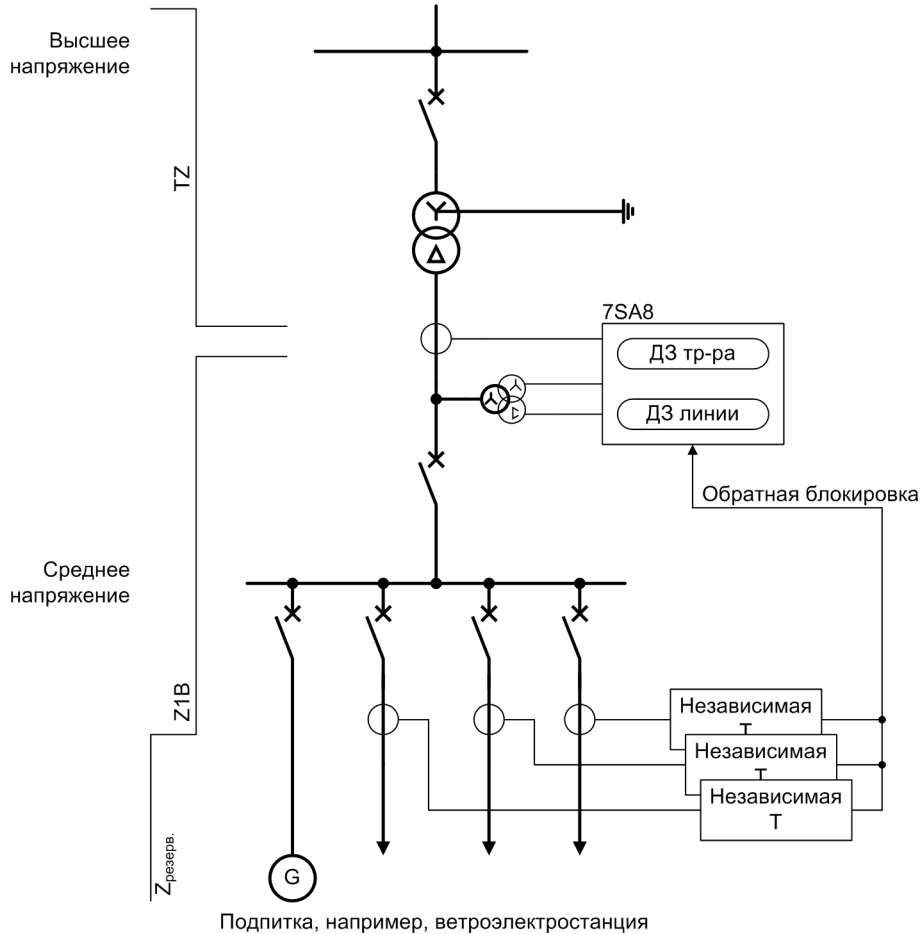 Высшее
напряжение
TZ
7SA8
ДЗ тр-ра
ДЗ линии
Обратная блокировка
Среднее
напряжение
Z1B
Независимая
T
Независимая
T
Независимая
T
Zрезерв.
G
Подпитка, например, ветроэлектростанция